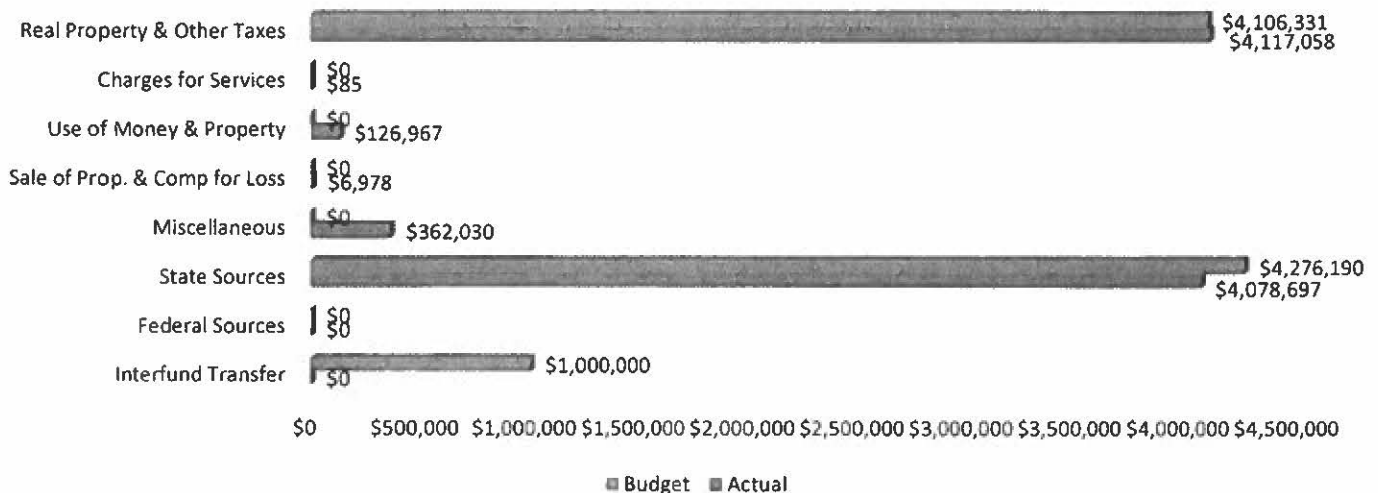 Real Property & Other Taxes
$4,106,331
$4,117,058
Charges for Services
$0
$85
Use of Money & Property
$0
$126,967
Sale of Prop. & Comp for Loss
$0
$6,978
Miscellaneous
$0
$362,030
State Sources
$4,276,190
$4,078,697
Federal Sources
$0
$0
Interfund Transfer
$1,000,000
$0
$0 $500,000 $1,000,000 $1,500,000 $2,000,000 $2,500,000 $3,000,000 $3,500,000 $4,000,000 $4,500,000
Budget Actual